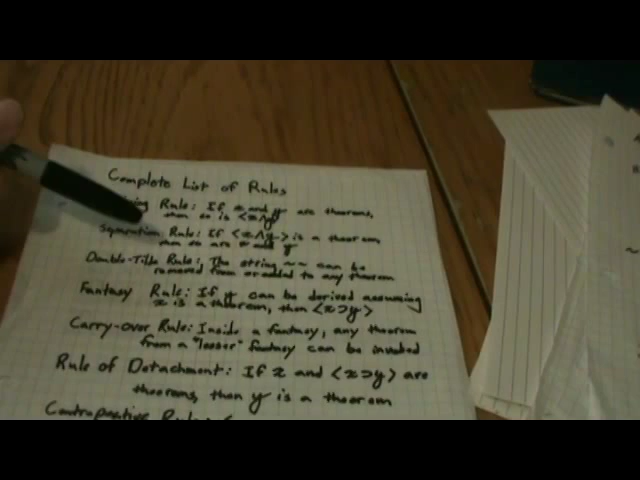 Complete List of Rules
Rule: If x and y are theorems,
then so is <x∧y>
Separation Rule: If <x∧y> is a theorem
then so are x and y
Double-Tilde Rule: The string ~~ can be
removed from or added to any theorem
Fantasy Rule: If y can be derived assuming
x is a theorem, then <x⊃y>
Carry-over Rule: Inside a fantasy, any theorem
from a "lesser" fantasy can be invoked
Rule of Detachment: If x and <x⊃y> are
theorems, then y is a theorem
Contrapositive Rule: